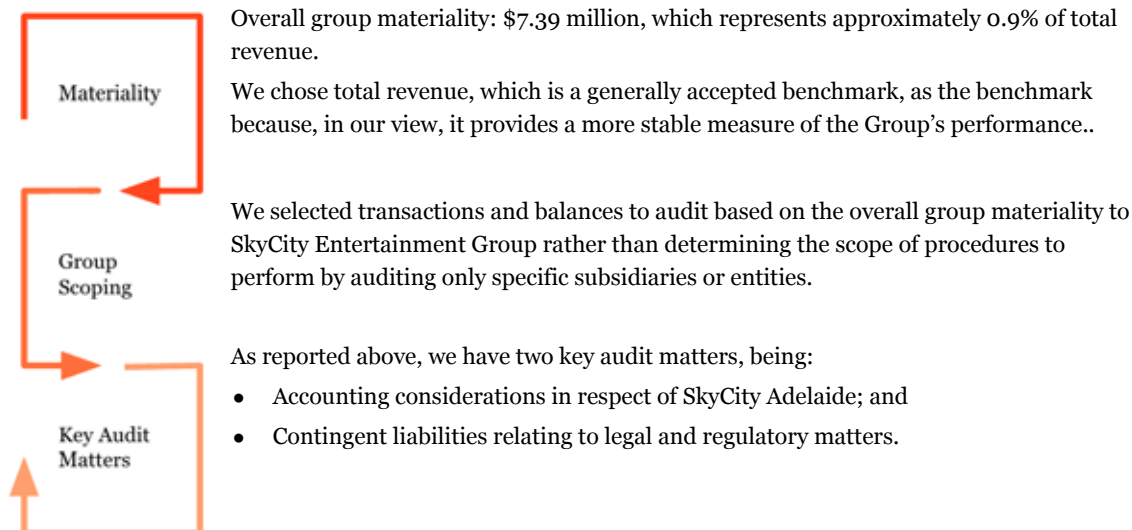 Overall group materiality: $7.39 million, which represents approximately 0.9% of total
revenue.
Materiality
We chose total revenue, which is a generally accepted benchmark, as the benchmark
because, in our view, it provides a more stable measure of the Group's performance..
We selected transactions and balances to audit based on the overall group materiality to
SkyCity Entertainment Group rather than determining the scope of procedures to
perform by auditing only specific subsidiaries or entities.
Group
Scoping
As reported above, we have two key audit matters, being:
● Accounting considerations in respect of SkyCity Adelaide; and
● Contingent liabilities relating to legal and regulatory matters.
Key Audit
Matters